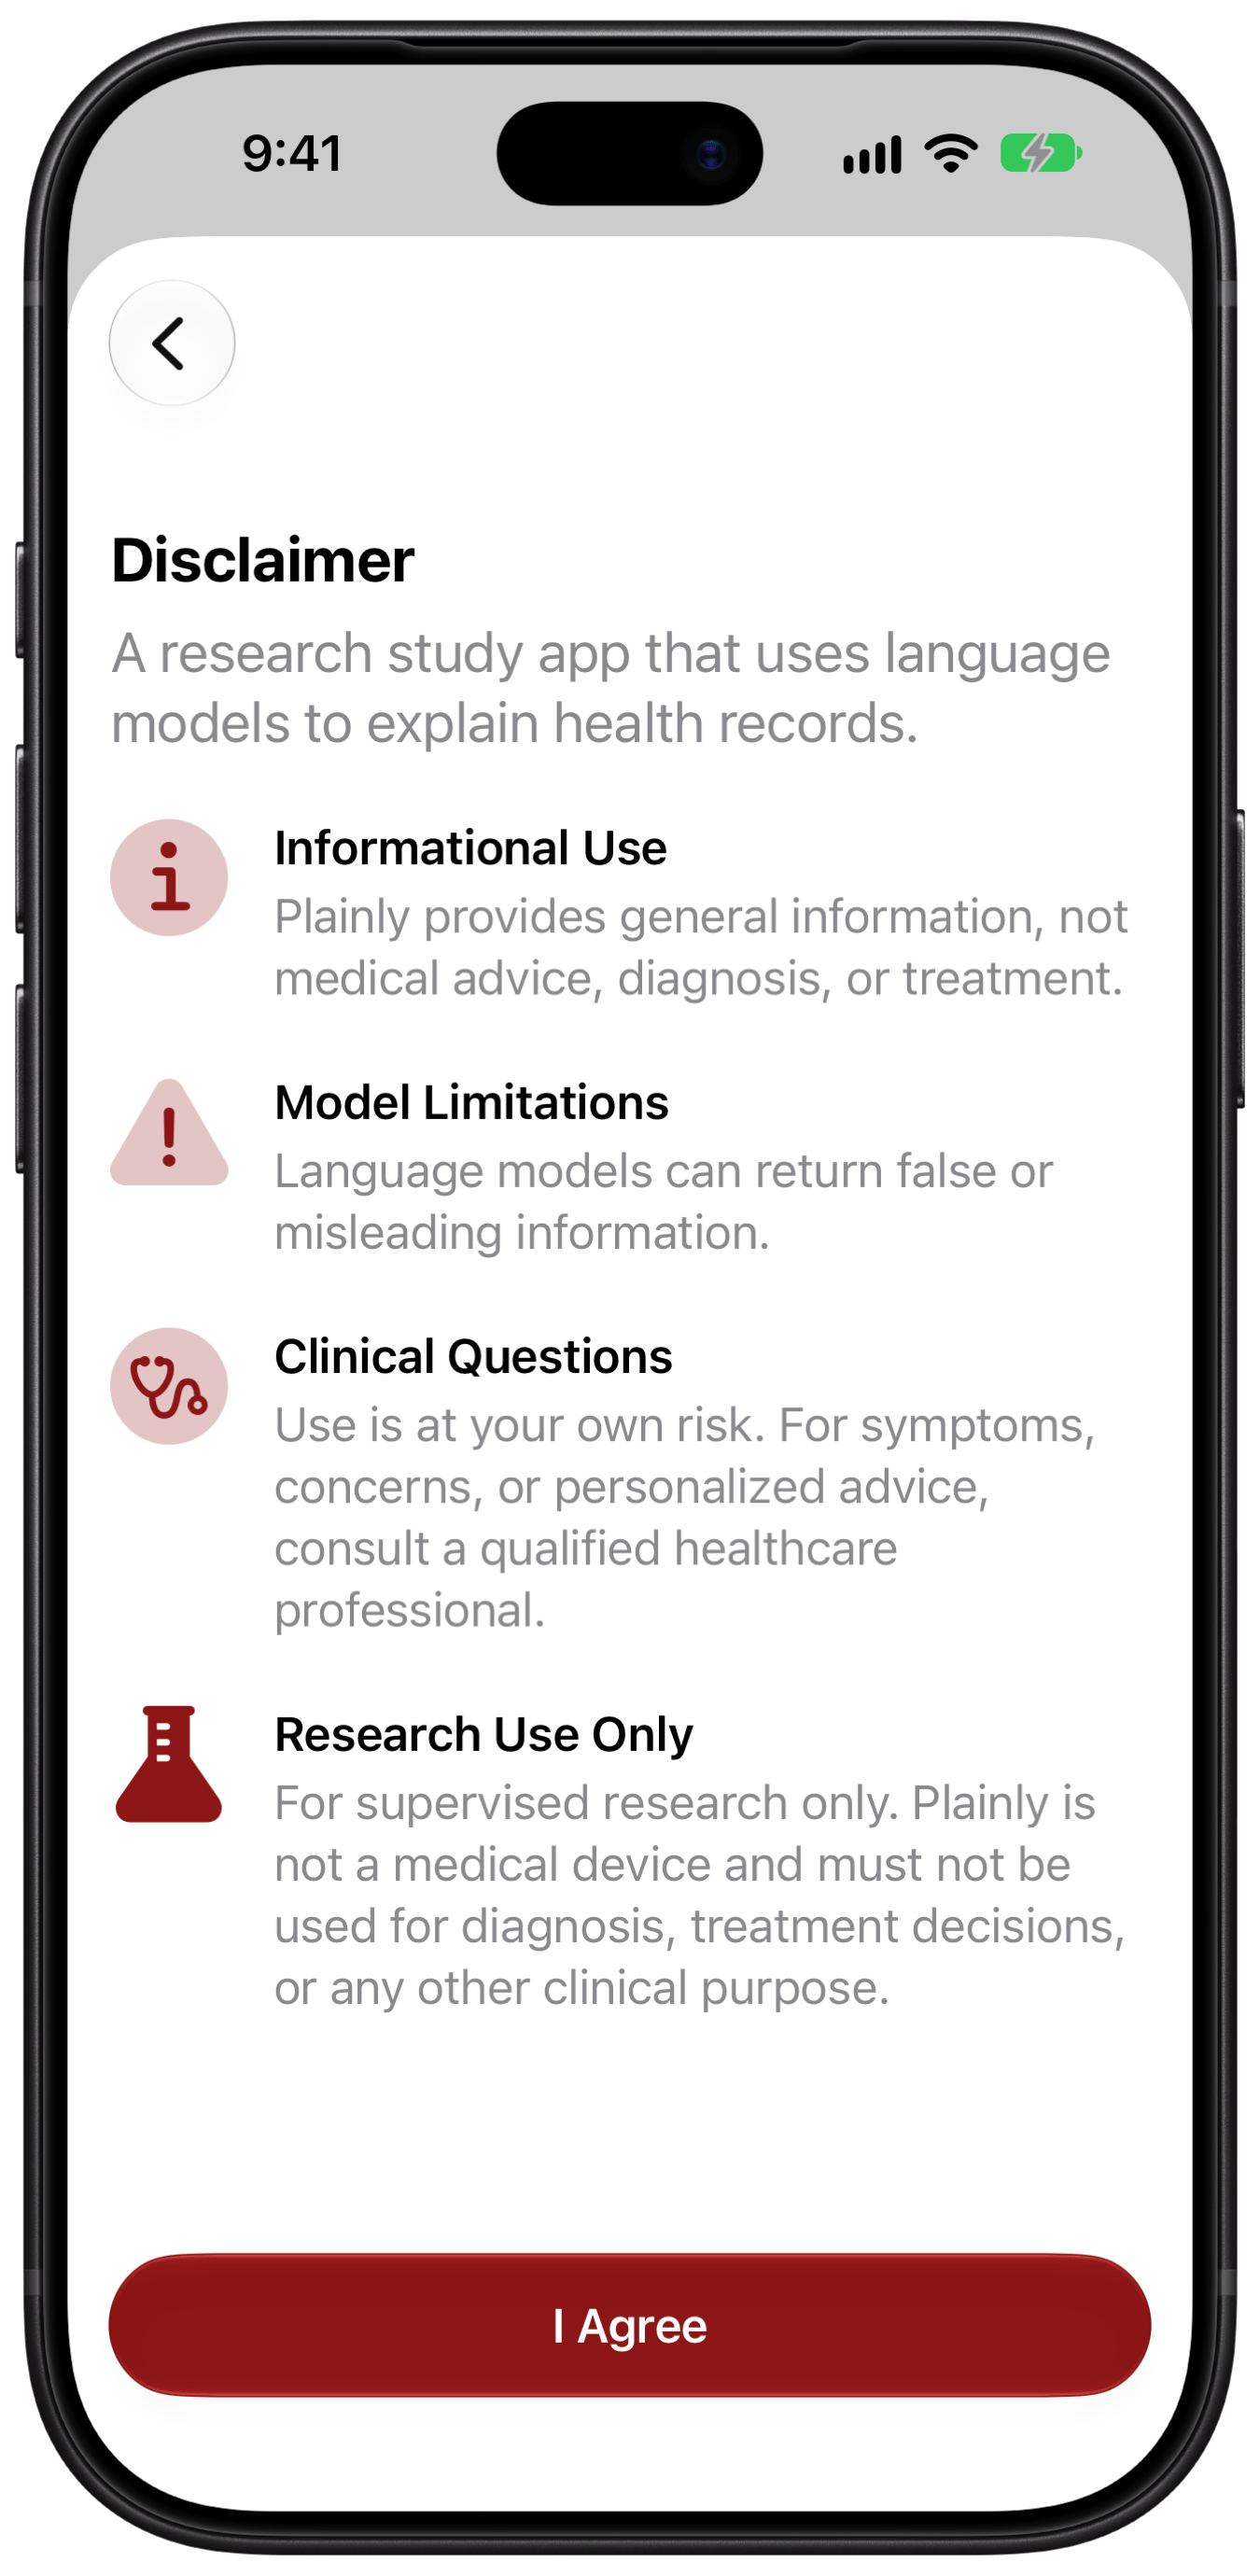 9:41
Disclaimer
A research study app that uses language
models to explain health records.
Informational Use
Plainly provides general information, not
medical advice, diagnosis, or treatment.
Model Limitations
Language models can return false or
misleading information.
Clinical Questions
Use is at your own risk. For symptoms,
concerns, or personalized advice,
consult a qualified healthcare
professional.
Research Use Only
For supervised research only. Plainly is
not a medical device and must not be
used for diagnosis, treatment decisions,
or any other clinical purpose.
I Agree